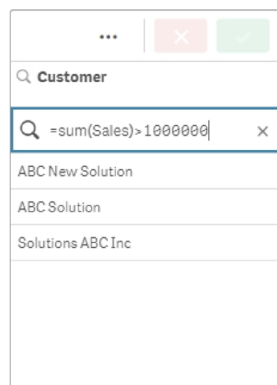 ...
Customer
=sum(Sales)>1000000
ABC New Solution
ABC Solution
Solutions ABC Inc